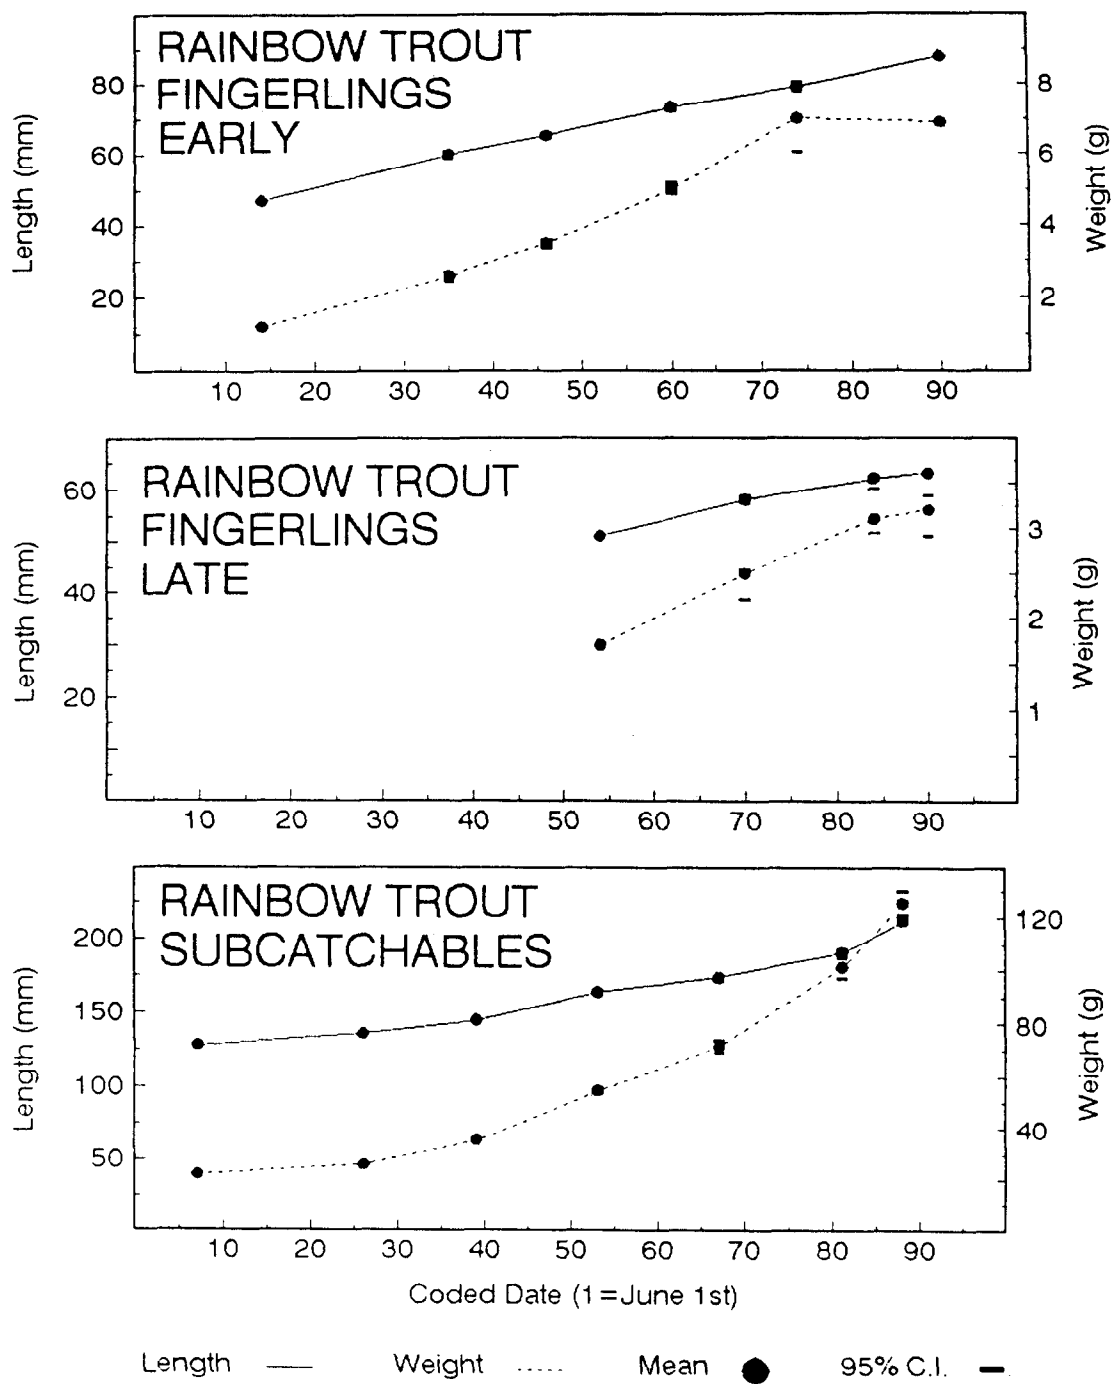 RAINBOW TROUT
FINGERLINGS
EARLY
Length (mm)
80
60
40
20
8
6
4
2
Weight (g)
10 20 30 40 50 60 70 80 90
RAINBOW TROUT
FINGERLINGS
LATE
Length (mm)
60
40
20
3
2
1
Weight (g)
10 20 30 40 50 60 70 80 90
RAINBOW TROUT
SUBCATCHABLES
Length (mm)
200
150
100
50
120
80
40
Weight (g)
10 20 30 40 50 60 70 80 90
Coded Date (1=June 1st)
Length Weight Mean 95% C.I.